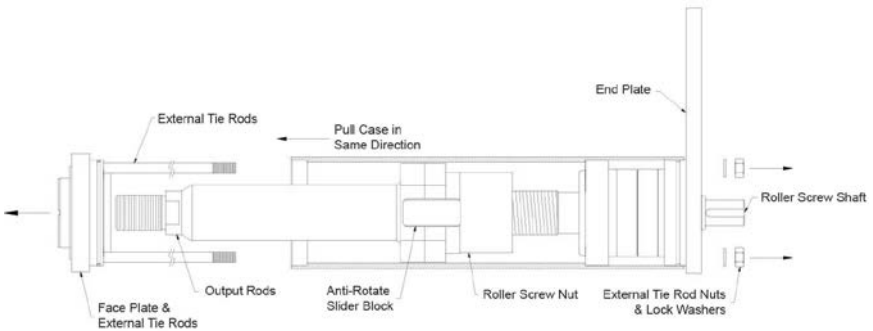 End Plate
External Tie Rods
Pull Case in
Same Direction
Roller Screw Shaft
Output Rods
Anti-Rotate
Slider Block
Roller Screw Nut
External Tie Rod Nuts
& Lock Washers
Face Plate &
External Tie Rods